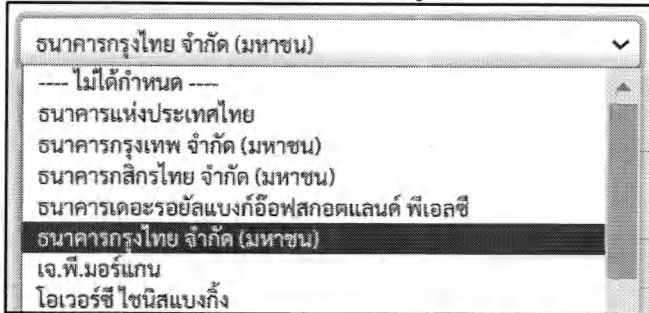 ธนาคารกรุงไทย จำกัด (มหาชน)
---- ไม่ได้กำหนด ----
ธนาคารแห่งประเทศไทย
ธนาคารกรุงเทพ จำกัด (มหาชน)
ธนาคารกสิกรไทย จำกัด (มหาชน)
ธนาคารเดอะรอยัลแบงก์อ๊อฟสกอตแลนด์ พีเอลซี
ธนาคารกรุงไทย จำกัด (มหาชน)
เจ.พี.มอร์แกน
โอเวอร์ซี ไชนิสแบงกิ้ง